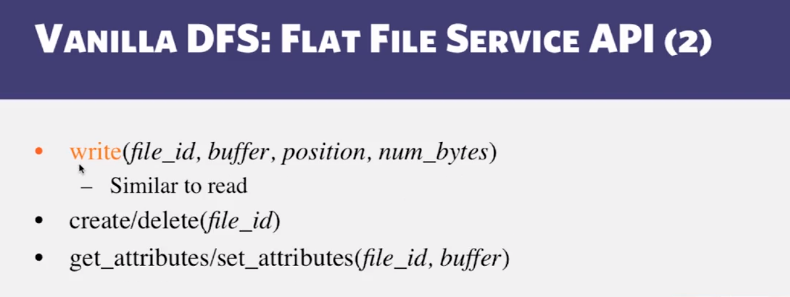 VANILLA DFS: FLAT FILE SERVICE API (2)
• write(file_id, buffer, position, num_bytes)
– Similar to read
• create/delete(file_id)
• get_attributes/set_attributes(file_id, buffer)